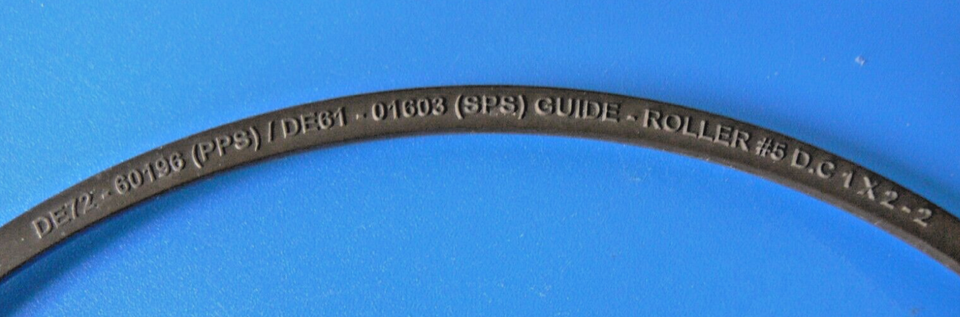 DE72 - 60196 (PPS) / DE61 - 01603 (SPS) GUIDE - ROLLER #5 D.C 1 X 2 - 2